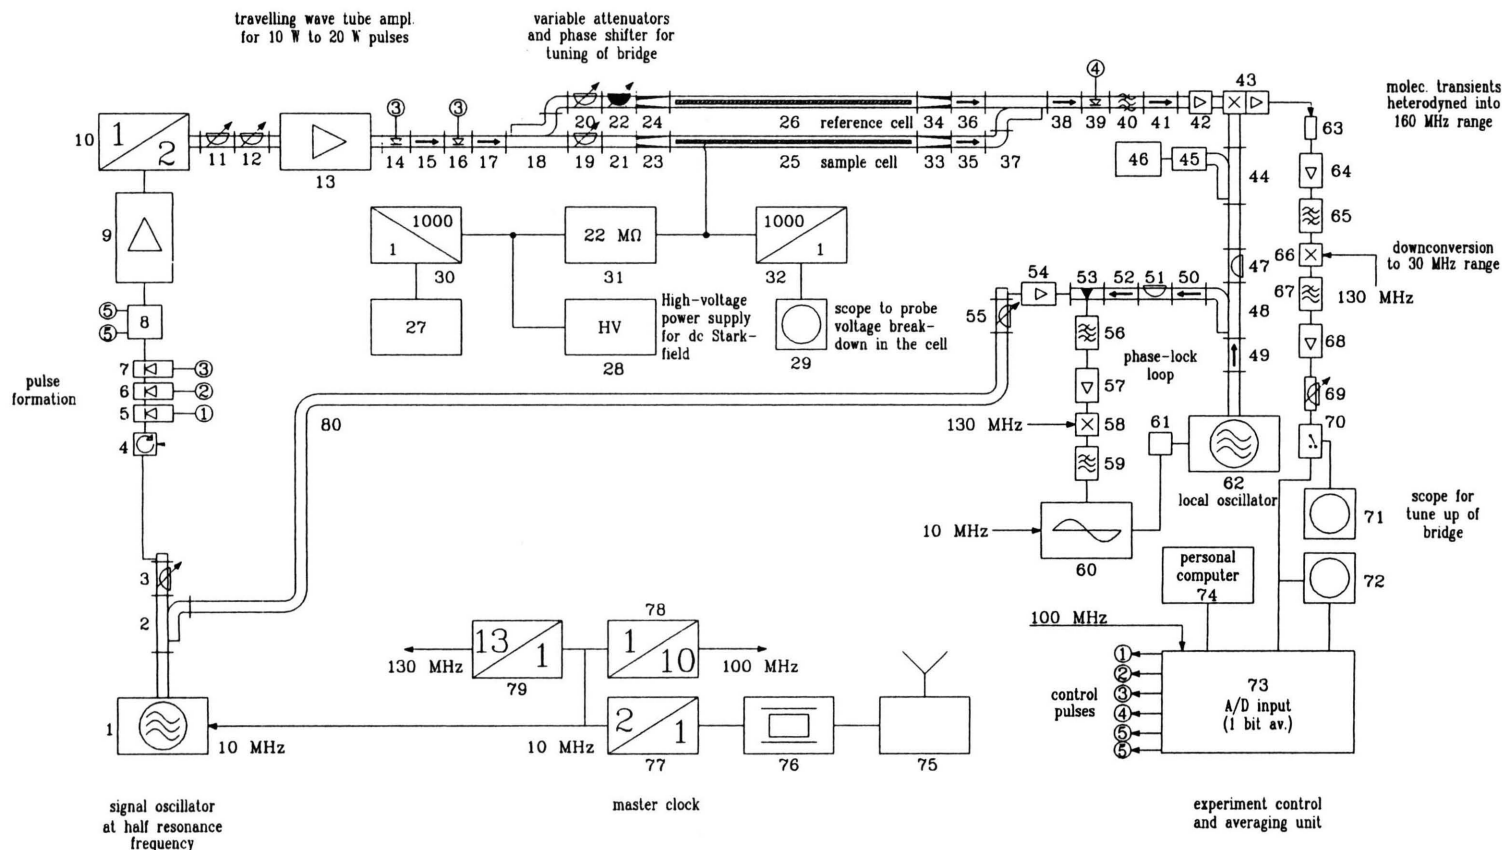 travelling wave tube ampl.
for 10 W to 20 W pulses
variable attenuators
and phase shifter for
tuning of bridge
10
1
2
11
12
13
3
14
15
3
16
17
18
20
22
24
26
reference cell
34
36
38
4
39
40
41
42
43
molec. transients
heterodyned into
160 MHz range
19
21
23
25
sample cell
33
35
37
46
45
44
63
64
65
66
downconversion
to 30 MHz range
130 MHz
67
68
69
70
9
5
5
8
7
3
6
2
5
1
4
pulse
formation
1000
1
30
22 MΩ
31
1000
1
32
27
HV
28
High-voltage
power supply
for dc Stark-
field
29
scope to probe
voltage break-
down in the cell
54
53
52
51
50
47
48
49
55
56
57
phase-lock
loop
130 MHz
58
59
61
62
local oscillator
10 MHz
60
71
scope for
tune up of
bridge
72
personal
computer
74
100 MHz
80
3
2
1
10 MHz
signal oscillator
at half resonance
frequency
130 MHz
13
1
79
78
1
10
100 MHz
10 MHz
2
1
77
76
75
master clock
control
pulses
1
2
3
4
5
5
73
A/D input
(1 bit av.)
experiment control
and averaging unit